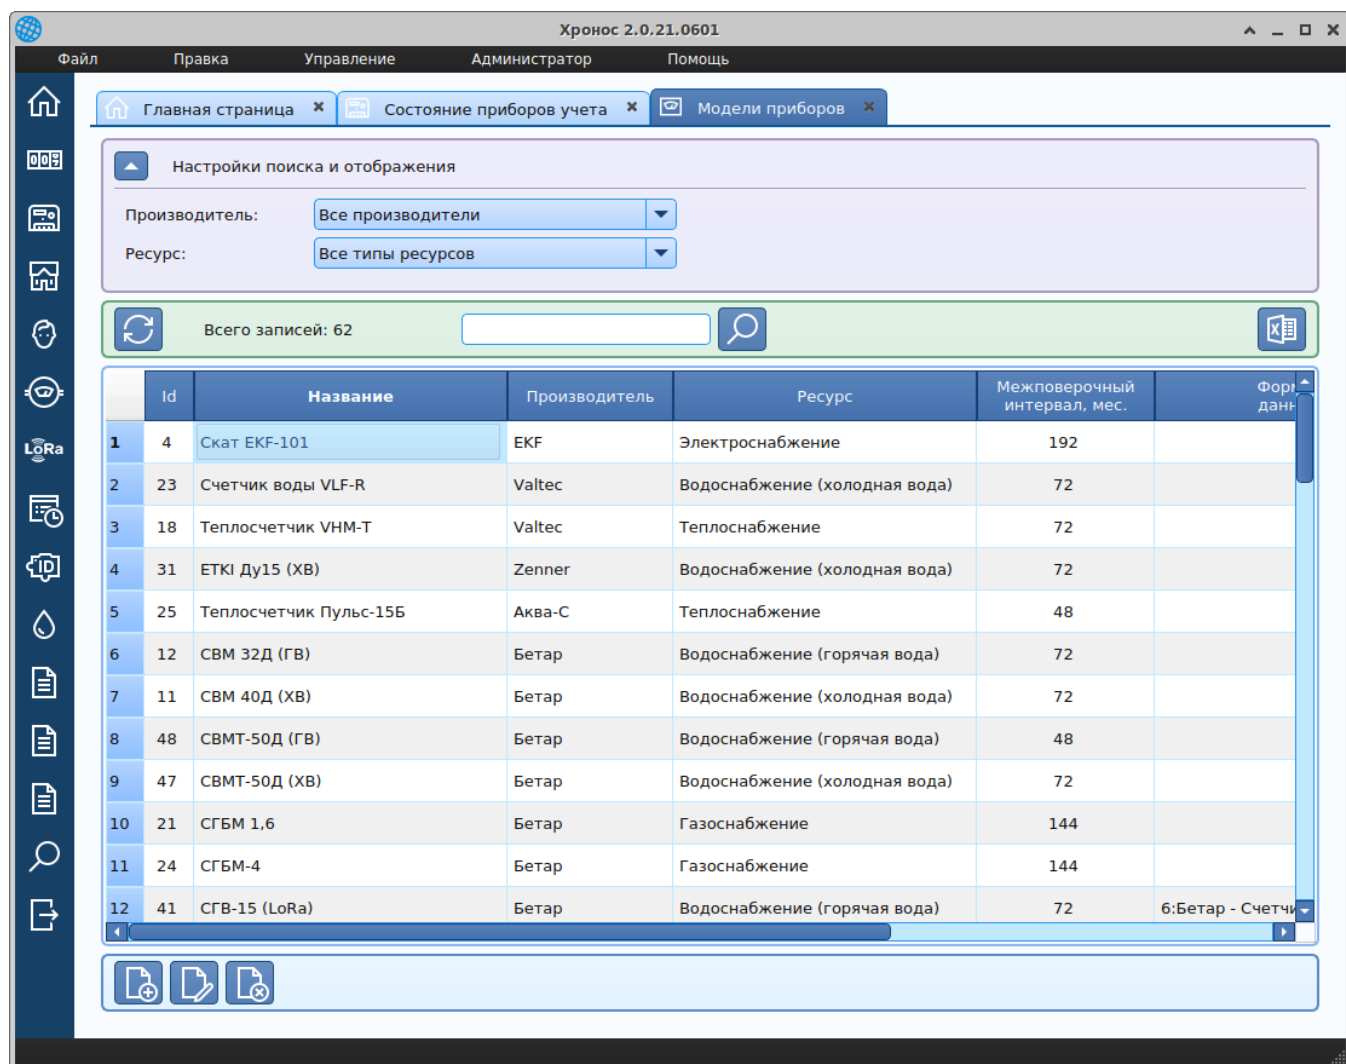 Хронос 2.0.21.0601
Файл Правка Управление Администратор Помощь
Главная страница Состояние приборов учета Модели приборов
Настройки поиска и отображения
Производитель: Все производители
Ресурс: Все типы ресурсов
Всего записей: 62
Id Название Производитель Ресурс Межповерочный интервал, мес.
1 4 Скат EKF-101 EKF Электроснабжение 192
2 23 Счетчик воды VLF-R Valtec Водоснабжение (холодная вода) 72
3 18 Теплосчетчик VHM-T Valtec Теплоснабжение 72
4 31 ETKI Ду15 (ХВ) Zenner Водоснабжение (холодная вода) 72
5 25 Теплосчетчик Пульс-15Б Аква-С Теплоснабжение 48
6 12 СВМ 32Д (ГВ) Бетар Водоснабжение (горячая вода) 72
7 11 СВМ 40Д (ХВ) Бетар Водоснабжение (холодная вода) 72
8 48 СВМТ-50Д (ГВ) Бетар Водоснабжение (горячая вода) 48
9 47 СВМТ-50Д (ХВ) Бетар Водоснабжение (холодная вода) 72
10 21 СГБМ 1,6 Бетар Газоснабжение 144
11 24 СГБМ-4 Бетар Газоснабжение 144
12 41 СГВ-15 (LoRa) Бетар Водоснабжение (горячая вода) 72 6:Бетар - Счетчи
LoRa
ID